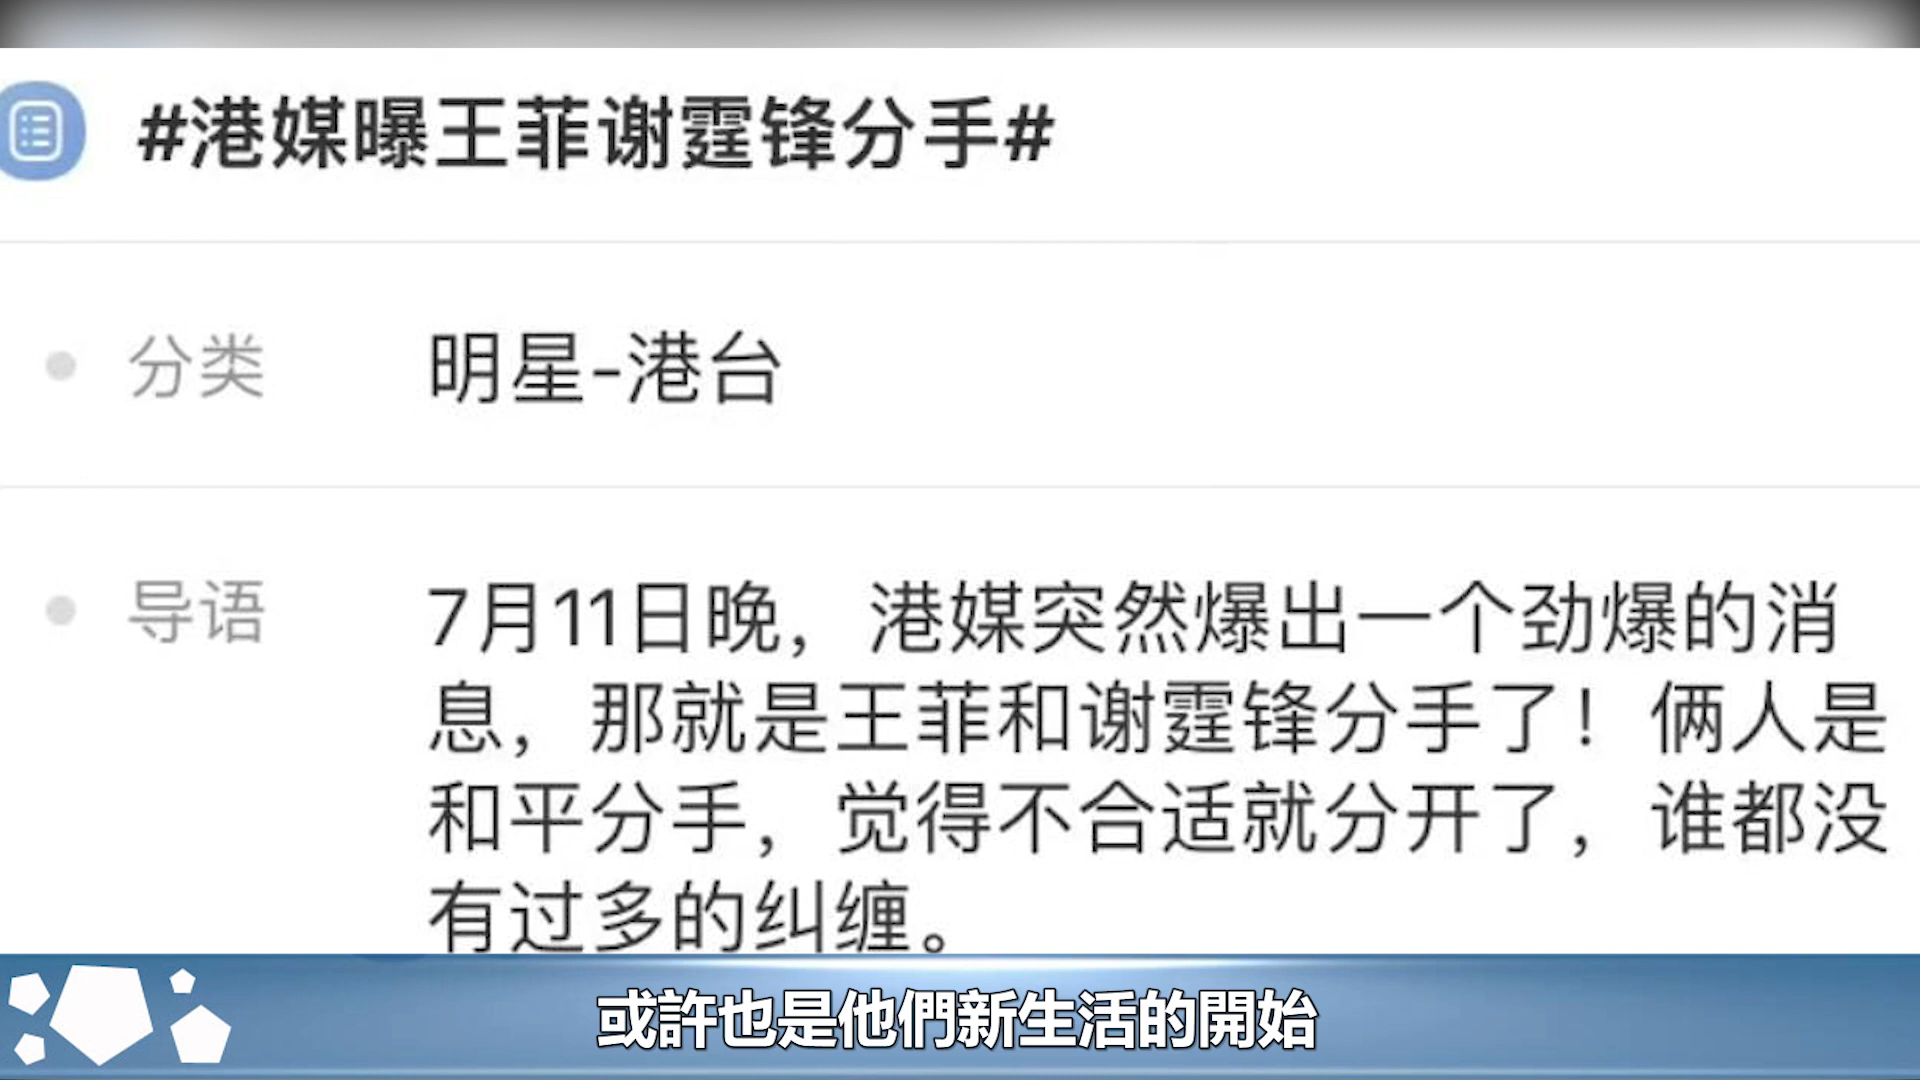 #港媒曝王菲谢霆锋分手#
分类 明星-港台
导语 7月11日晚，港媒突然爆出一个劲爆的消
息，那就是王菲和谢霆锋分手了！俩人是
和平分手，觉得不合适就分开了，谁都没
有过多的纠缠。
或許也是他們新生活的開始